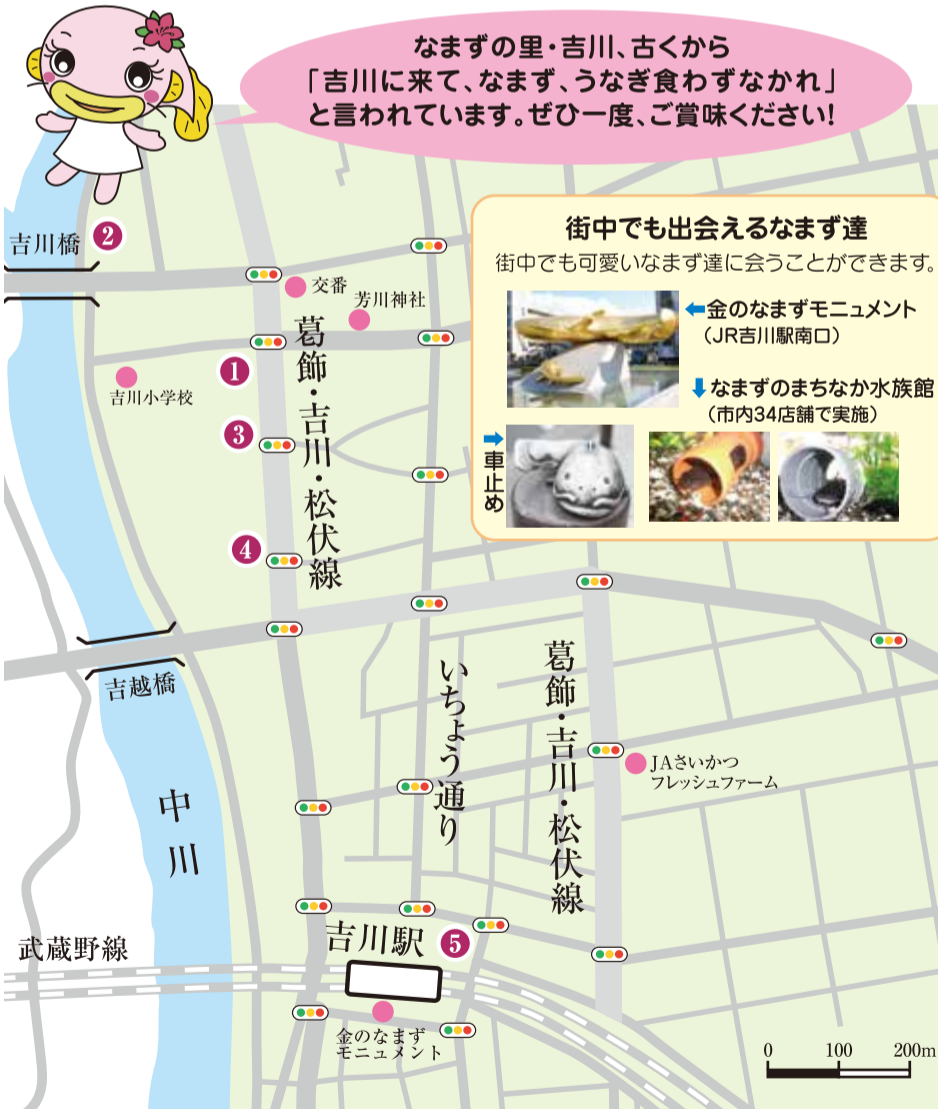 なまずの里・吉川、古くから
「吉川に来て、なまず、うなぎ食わずなかれ」
と言われています。ぜひ一度、ご賞味ください!
街中でも出会えるなまず達
街中でも可愛いなまず達に会うことができます。
←金のなまずモニュメント
(JR吉川駅南口)
↓なまずのまちなか水族館
(市内34店舗で実施)
→車止め
吉川橋
2
交番
芳川神社
1
吉川小学校
3
葛飾・吉川・松伏線
4
吉越橋
いちょう通り
葛飾・吉川・松伏線
JAさいかつ
フレッシュファーム
中川
吉川駅
5
武蔵野線
金のなまず
モニュメント
0 100 200m